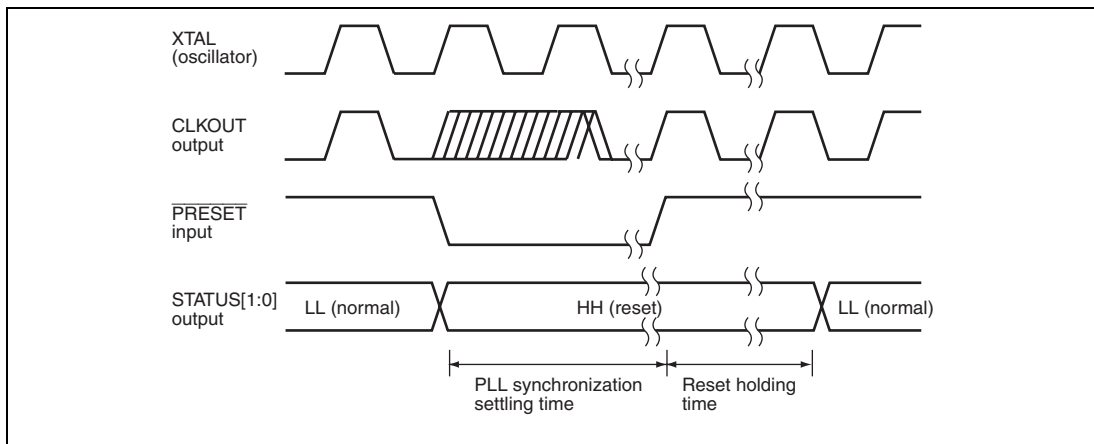 XTAL
(oscillator)
CLKOUT
output
PRESET
input
STATUS[1:0]
output
LL (normal)
HH (reset)
LL (normal)
PLL synchronization
settling time
Reset holding
time